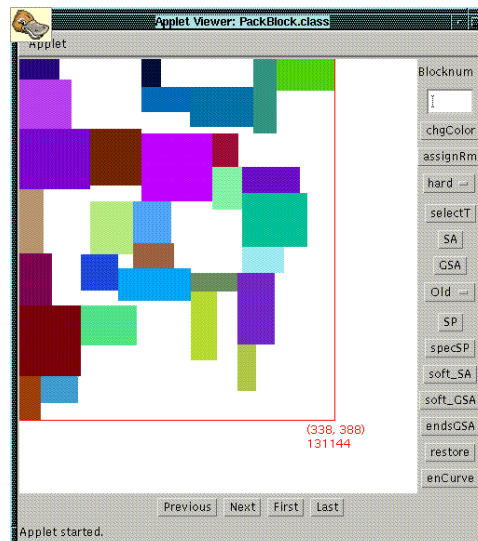 Applet Viewer: PackBlock.class
Applet
Blocknum
chgColor
assignRm
hard
selectT
SA
GSA
Old
SP
specSP
soft_SA
soft_GSA
endsGSA
restore
enCurve
(338, 388)
131144
Previous Next First Last
Applet started.